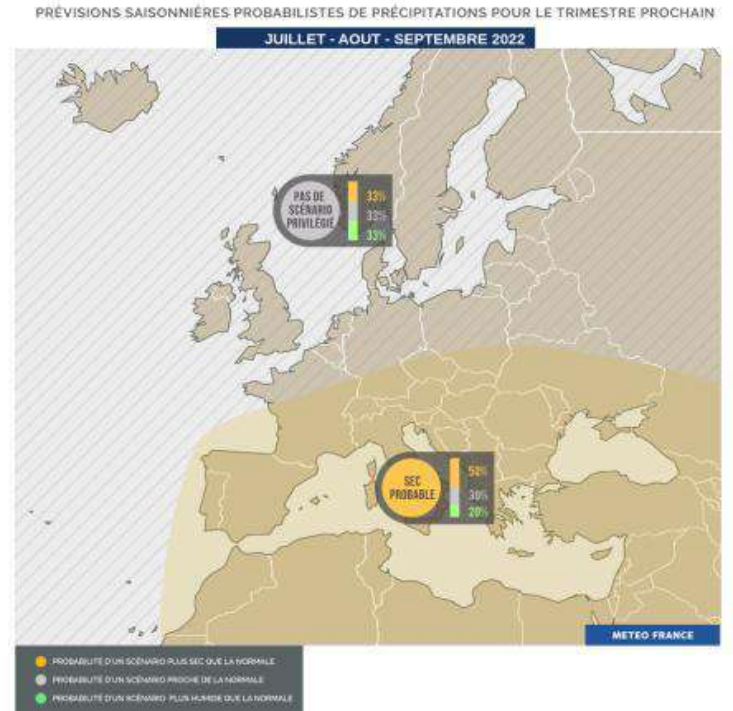 PRÉVISIONS SAISONNIÈRES PROBABILISTES DE PRÉCIPITATIONS POUR LE TRIMESTRE PROCHAIN
JUILLET - AOUT - SEPTEMBRE 2022
PAS DE
SCÉNARIO
PRIVILÉGIÉ
33%
33%
33%
SEC
PROBABLE
50%
30%
20%
METEO FRANCE
PROBABILITÉ D'UN SCÉNARIO PLUS SEC QUE LA NORMALE
PROBABILITÉ D'UN SCÉNARIO PROCHE DE LA NORMALE
PROBABILITÉ D'UN SCÉNARIO PLUS HUMIDE QUE LA NORMALE